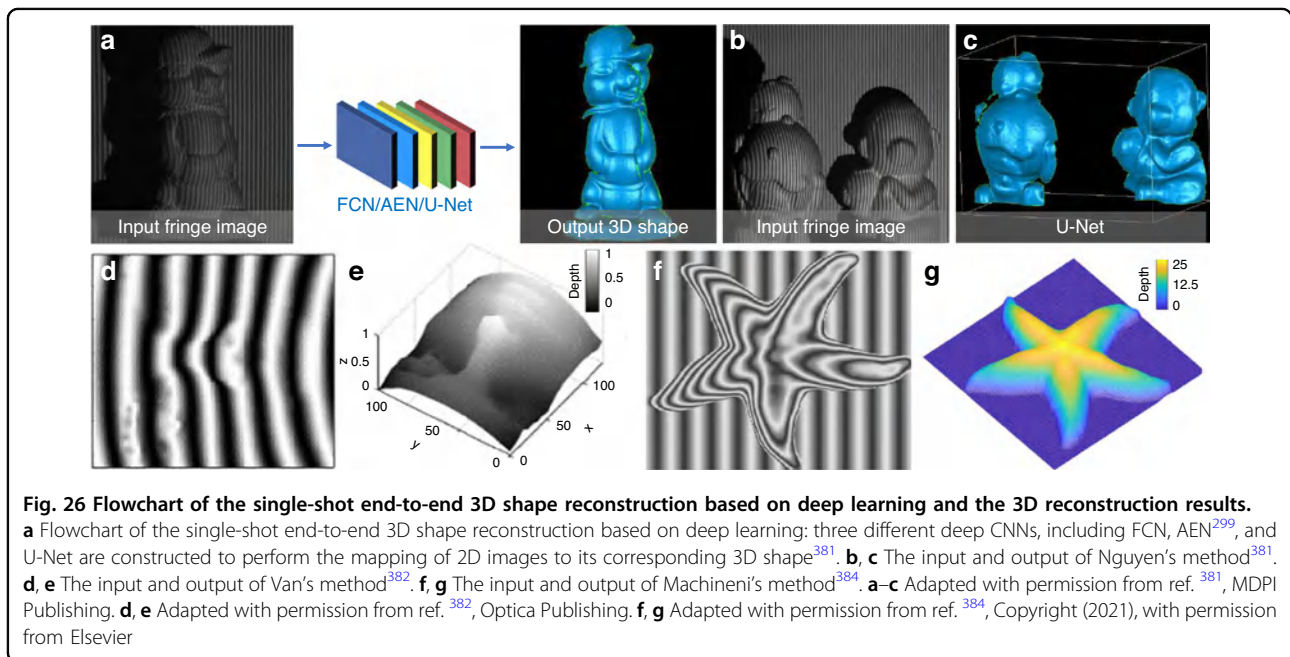 a
Input fringe image
FCN/AEN/U-Net
Output 3D shape
b
Input fringe image
c
U-Net
d
e
Depth
1
0.5
0
z
1
0.5
0
100
50
0
y
0
50
100
x
f
g
Depth
25
12.5
0
Fig. 26 Flowchart of the single-shot end-to-end 3D shape reconstruction based on deep learning and the 3D reconstruction results.
a Flowchart of the single-shot end-to-end 3D shape reconstruction based on deep learning: three different deep CNNs, including FCN, AEN299, and
U-Net are constructed to perform the mapping of 2D images to its corresponding 3D shape381. b, c The input and output of Nguyen's method381.
d, e The input and output of Van's method382. f, g The input and output of Machineni's method384. a–c Adapted with permission from ref. 381, MDPI
Publishing. d, e Adapted with permission from ref. 382, Optica Publishing. f, g Adapted with permission from ref. 384, Copyright (2021), with permission
from Elsevier